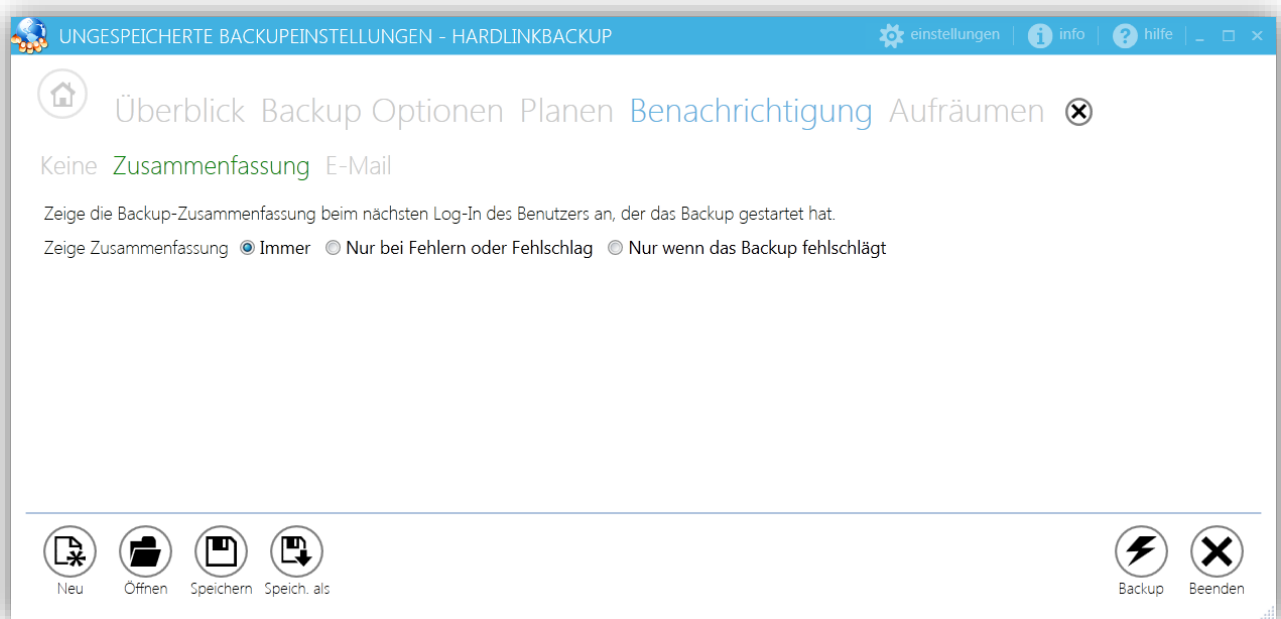 UNGESPEICHERTE BACKUPEINSTELLUNGEN - HARDLINKBACKUP einstellungen info hilfe
Überblick Backup Optionen Planen Benachrichtigung Aufräumen
Keine Zusammenfassung E-Mail
Zeige die Backup-Zusammenfassung beim nächsten Log-In des Benutzers an, der das Backup gestartet hat.
Zeige Zusammenfassung Immer Nur bei Fehlern oder Fehlschlag Nur wenn das Backup fehlschlägt
Neu Öffnen Speichern Speich. als Backup Beenden